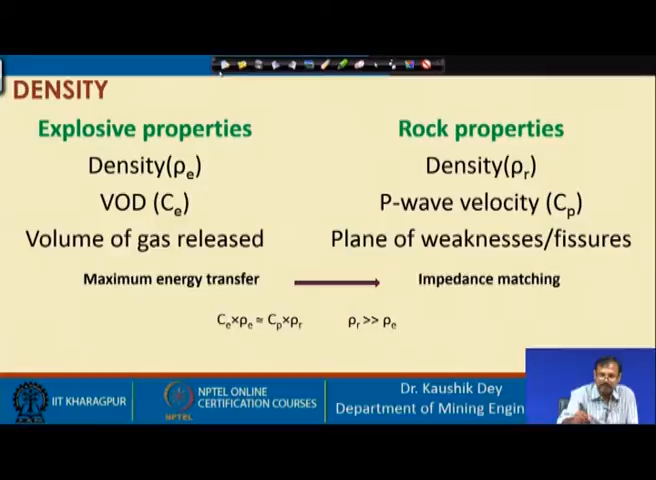 DENSITY
Explosive properties
Rock properties
Density(ρe)
Density(ρr)
VOD (Ce)
P-wave velocity (Cp)
Volume of gas released
Plane of weaknesses/fissures
Maximum energy transfer
Impedance matching
Ce×ρe ≈ Cp×ρr
ρr >> ρe
IIT KHARAGPUR
NPTEL
NPTEL ONLINE
CERTIFICATION COURSES
Dr. Kaushik Dey
Department of Mining Engin